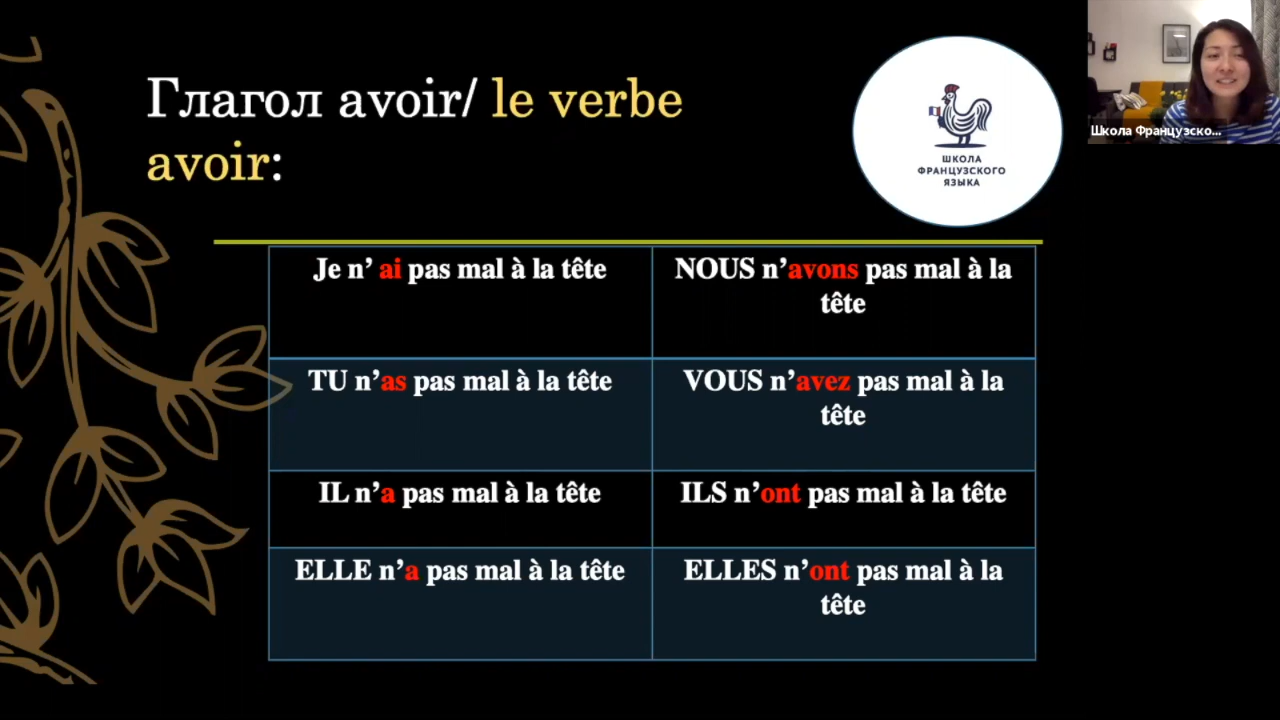 Глагол avoir/ le verbe
avoir:
ШКОЛА
ФРАНЦУЗСКОГО
ЯЗЫКА
Школа Французско...
Je n’ ai pas mal à la tête
NOUS n’avons pas mal à la
tête
TU n’as pas mal à la tête
VOUS n’avez pas mal à la
tête
IL n’a pas mal à la tête
ILS n’ont pas mal à la tête
ELLE n’a pas mal à la tête
ELLES n’ont pas mal à la
tête